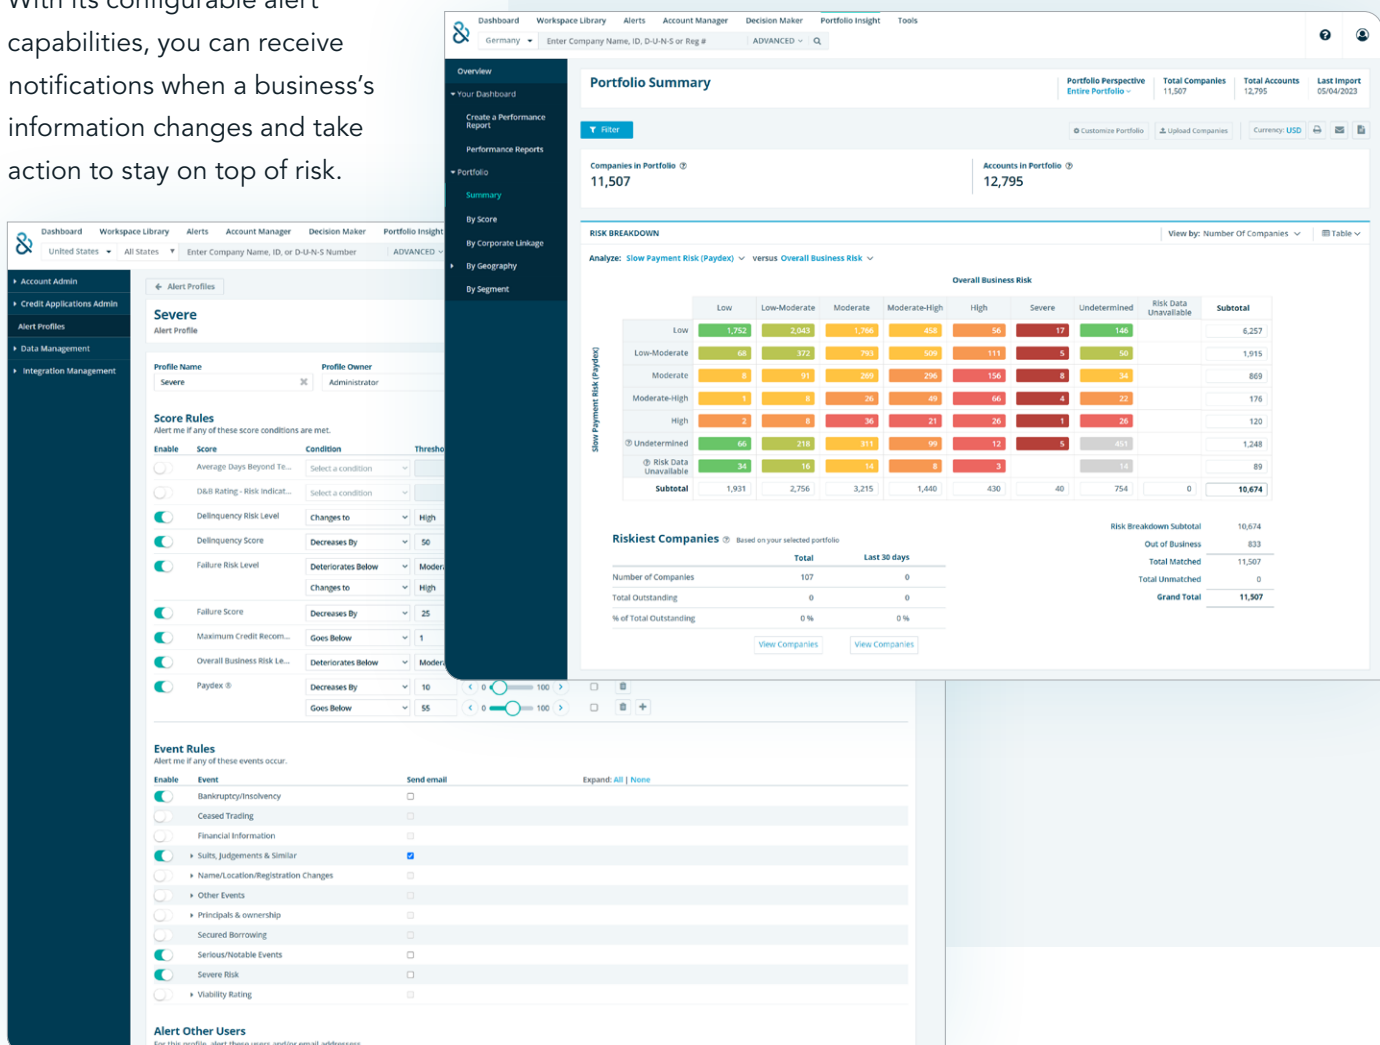 With its configurable alert
capabilities, you can receive
notifications when a business's
information changes and take
action to stay on top of risk.
Dashboard Workspace Library Alerts Account Manager Decision Maker Portfolio Insight Tools
Germany Enter Company Name, ID, D-U-N-S or Reg # ADVANCED
Overview
Your Dashboard
Create a Performance
Report
Performance Reports
Portfolio
Summary
By Score
By Corporate Linkage
By Geography
By Segment
Portfolio Summary
Portfolio Perspective Total Companies Total Accounts Last Import
Entire Portfolio 11,507 12,795 05/04/2023
Filter
Customize Portfolio Upload Companies Currency: USD
Companies in Portfolio Accounts in Portfolio
11,507 12,795
RISK BREAKDOWN View by: Number Of Companies Table
Analyze: Slow Payment Risk (Paydex) versus Overall Business Risk
Overall Business Risk
Low Low-Moderate Moderate Moderate-High High Severe Undetermined Risk Data Unavailable Subtotal
Slow Payment Risk (Paydex)
Low 1,752 2,043 1,766 458 56 17 146 6,257
Low-Moderate 68 372 793 509 111 5 50 1,915
Moderate 8 91 269 296 156 8 34 869
Moderate-High 1 8 26 49 66 4 22 176
High 2 8 36 21 26 1 26 120
Undetermined 66 218 311 99 12 5 451 1,248
Risk Data
Unavailable 34 16 14 8 3 14 89
Subtotal 1,931 2,756 3,215 1,440 430 40 754 0 10,674
Riskiest Companies Based on your selected portfolio
Total Last 30 days
Number of Companies 107 0
Total Outstanding 0 0
% of Total Outstanding 0 % 0 %
View Companies View Companies
Risk Breakdown Subtotal 10,674
Out of Business 833
Total Matched 11,507
Total Unmatched 0
Grand Total 11,507
Dashboard Workspace Library Alerts Account Manager Decision Maker Portfolio Insight
United States All States Enter Company Name, ID, or D-U-N-S Number ADVANCED
Account Admin
Credit Applications Admin
Alert Profiles
Data Management
Integration Management
Alert Profiles
Severe
Alert Profile
Profile Name Profile Owner
Severe Administrator
Score Rules
Alert me if any of these score conditions are met.
Enable Score Condition Thresho
Average Days Beyond Te... Select a condition
D&B Rating - Risk Indicat... Select a condition
Delinquency Risk Level Changes to High
Delinquency Score Decreases By 50
Failure Risk Level Deteriorates Below Moder
Changes to High
Failure Score Decreases By 25
Maximum Credit Recom... Goes Below 1
Overall Business Risk Le... Deteriorates Below Moder
Paydex ® Decreases By 10 0 100
Goes Below 55 0 100
Event Rules
Alert me if any of these events occur.
Enable Event Send email Expand: All | None
Bankruptcy/Insolvency
Ceased Trading
Financial Information
Suits, Judgements & Similar
Name/Location/Registration Changes
Other Events
Principals & ownership
Secured Borrowing
Serious/Notable Events
Severe Risk
Viability Rating
Alert Other Users
For this profile, alert these users and/or email addresses